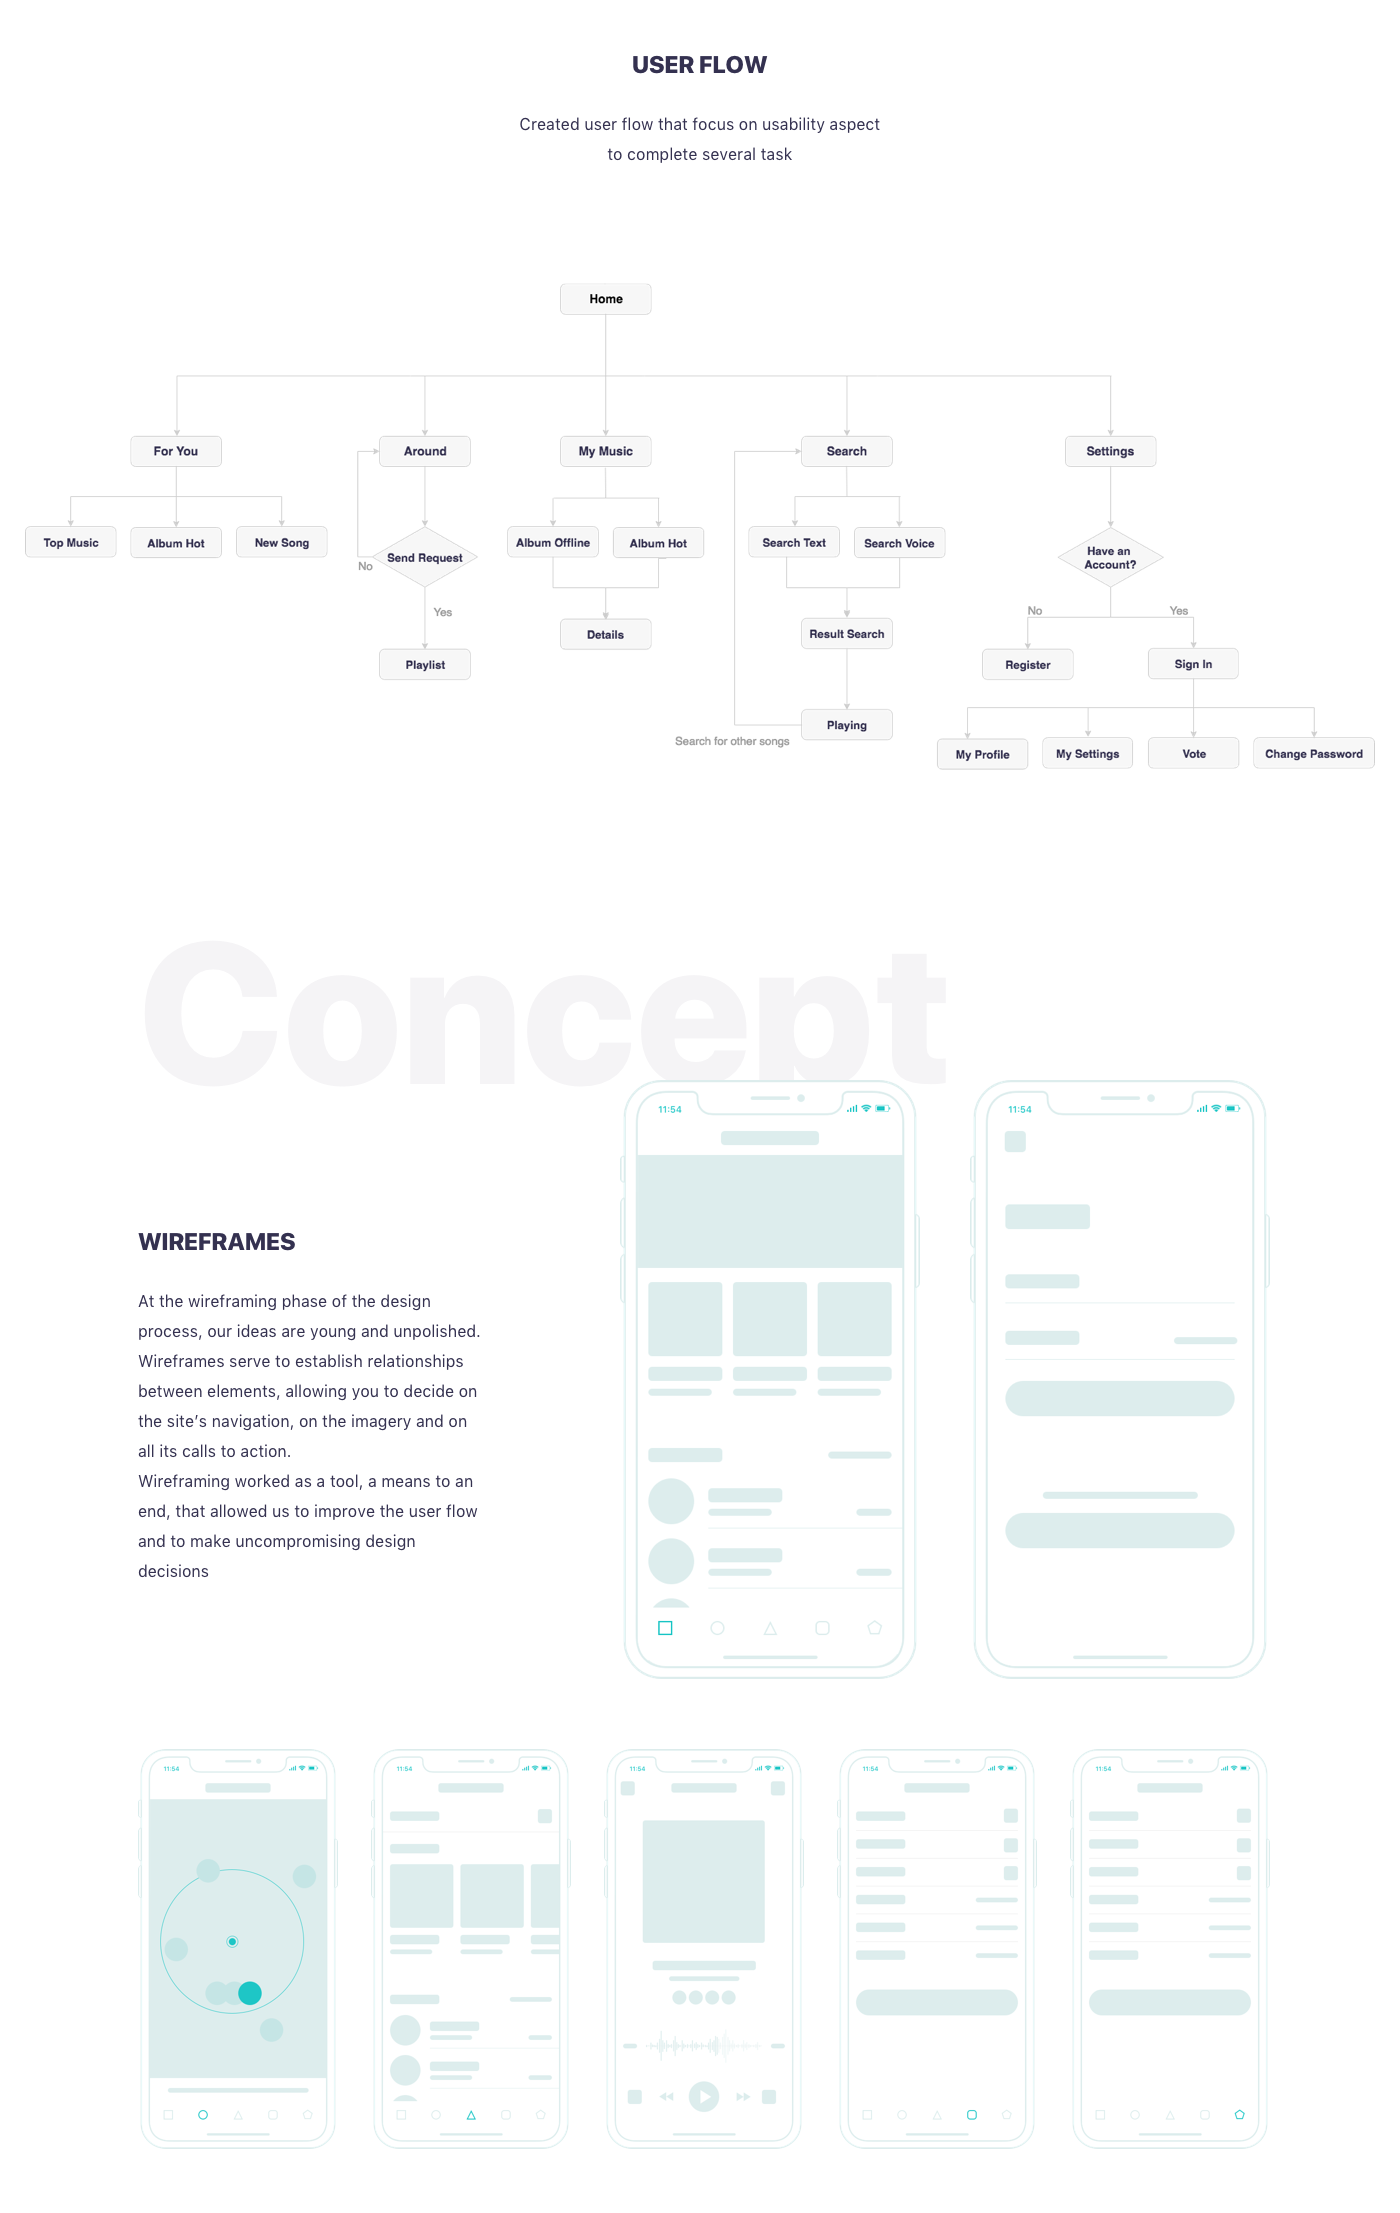 USER FLOW
Created user flow that focus on usability aspect
to complete several task
Home
For You
Around
My Music
Search
Settings
Top Music
Album Hot
New Song
Send Request
No
Yes
Playlist
Album Offline
Album Hot
Details
Search Text
Search Voice
Result Search
Playing
Search for other songs
Have an
Account?
No
Yes
Register
Sign In
My Profile
My Settings
Vote
Change Password
Concept
11:54
11:54
WIREFRAMES
At the wireframing phase of the design
process, our ideas are young and unpolished.
Wireframes serve to establish relationships
between elements, allowing you to decide on
the site’s navigation, on the imagery and on
all its calls to action.
Wireframing worked as a tool, a means to an
end, that allowed us to improve the user flow
and to make uncompromising design
decisions
11:54
11:54
11:54
11:54
11:54